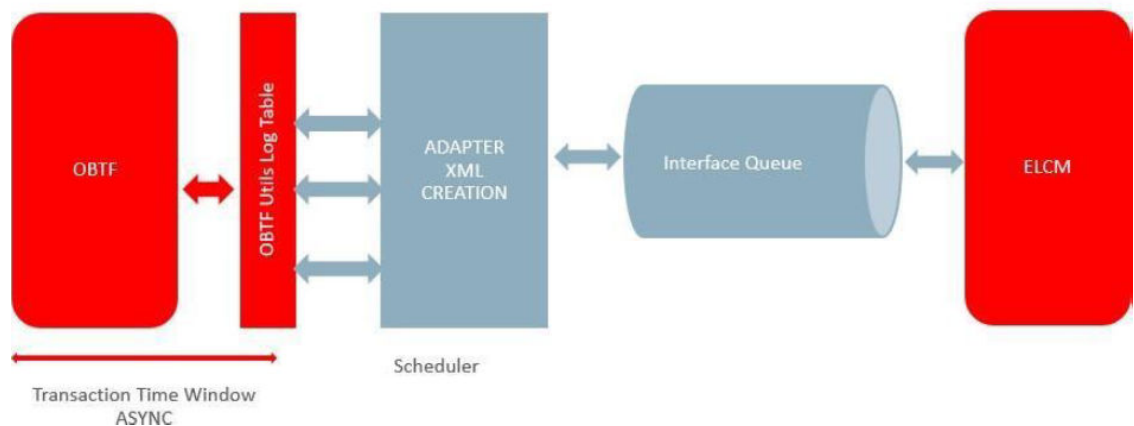 OBTF
OBTF Utils Log Table
ADAPTER
XML
CREATION
Interface Queue
ELCM
Scheduler
Transaction Time Window
ASYNC